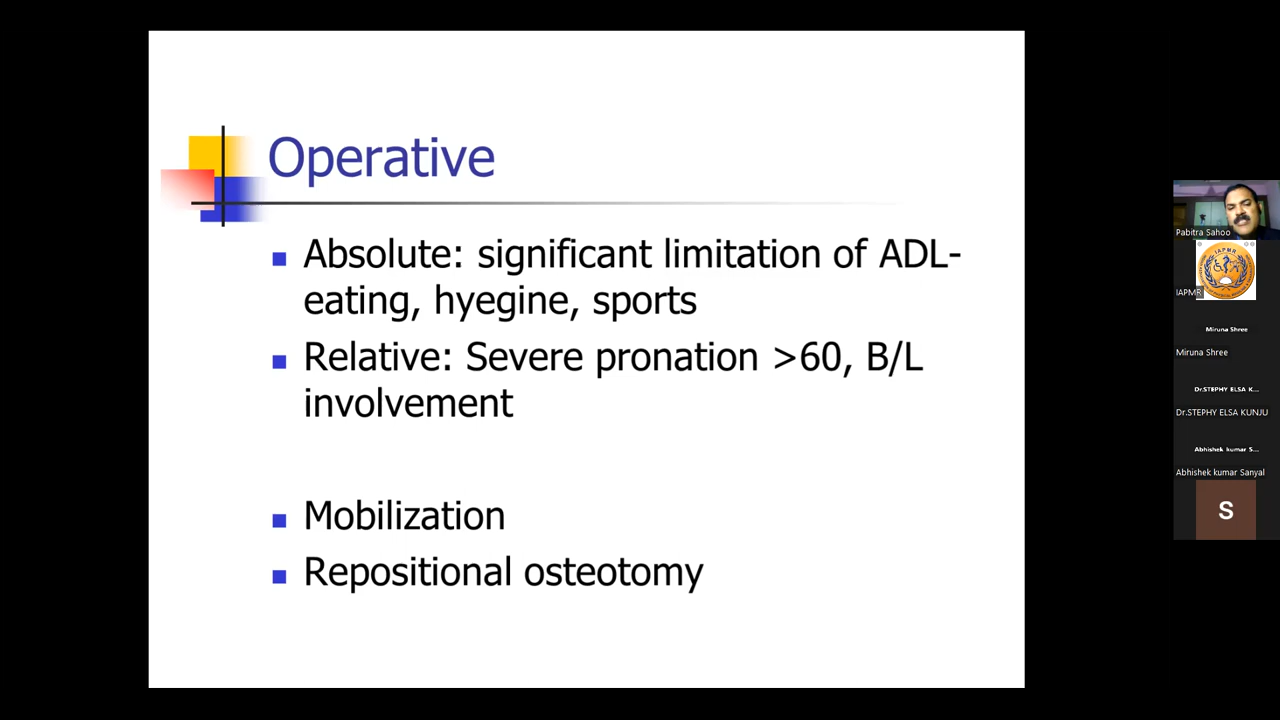 Operative
Absolute: significant limitation of ADL-
eating, hyegine, sports
Relative: Severe pronation >60, B/L
involvement
Mobilization
Repositional osteotomy
Pabitra Sahoo
IAPMR
IAPMR
Miruna Shree
Miruna Shree
Dr.STEPHY ELSA K...
Dr.STEPHY ELSA KUNJU
Abhishek kumar S...
Abhishek kumar Sanyal
S